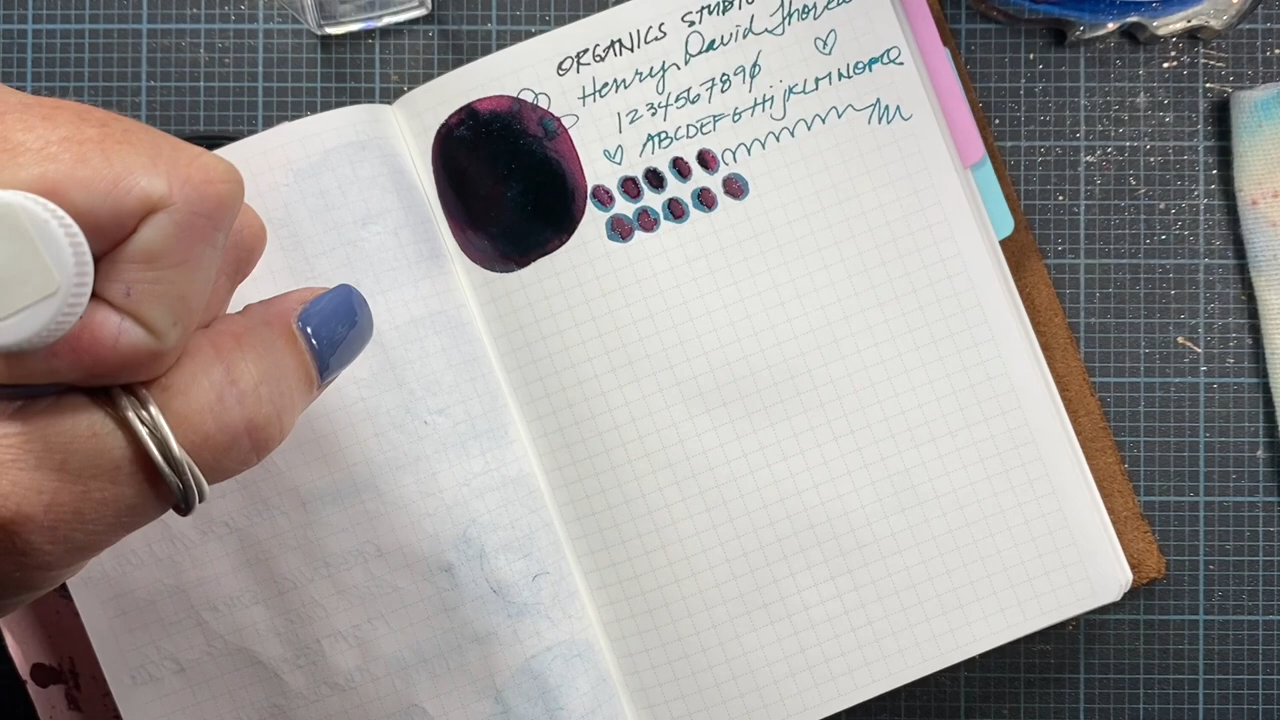 ORGANICS STUDIO
Henry David Thoreau
1234567890
ABCDEFGHijKLMNOPQ